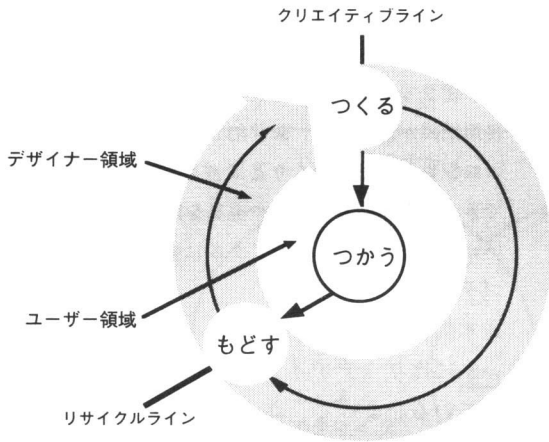 クリエイティブライン
つくる
デザイナー領域
つかう
ユーザー領域
もどす
リサイクルライン